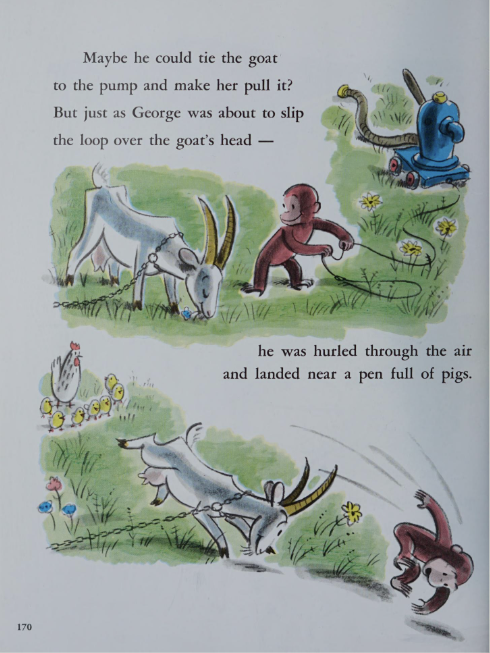 Maybe he could tie the goat
to the pump and make her pull it?
But just as George was about to slip
the loop over the goat's head —
he was hurled through the air
and landed near a pen full of pigs.
170